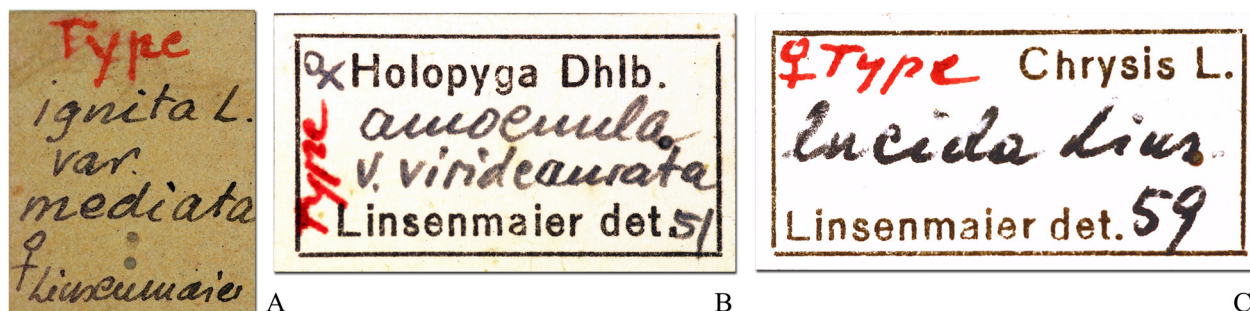 Type
ignita L.
var.
mediata
♀
Linsenmaier
A
♀ Holopyga Dhlb.
Type
amoenula
v. virideaurata
Linsenmaier det. 51
B
♀ Type Chrysis L.
lucida Lins.
Linsenmaier det. 59
C